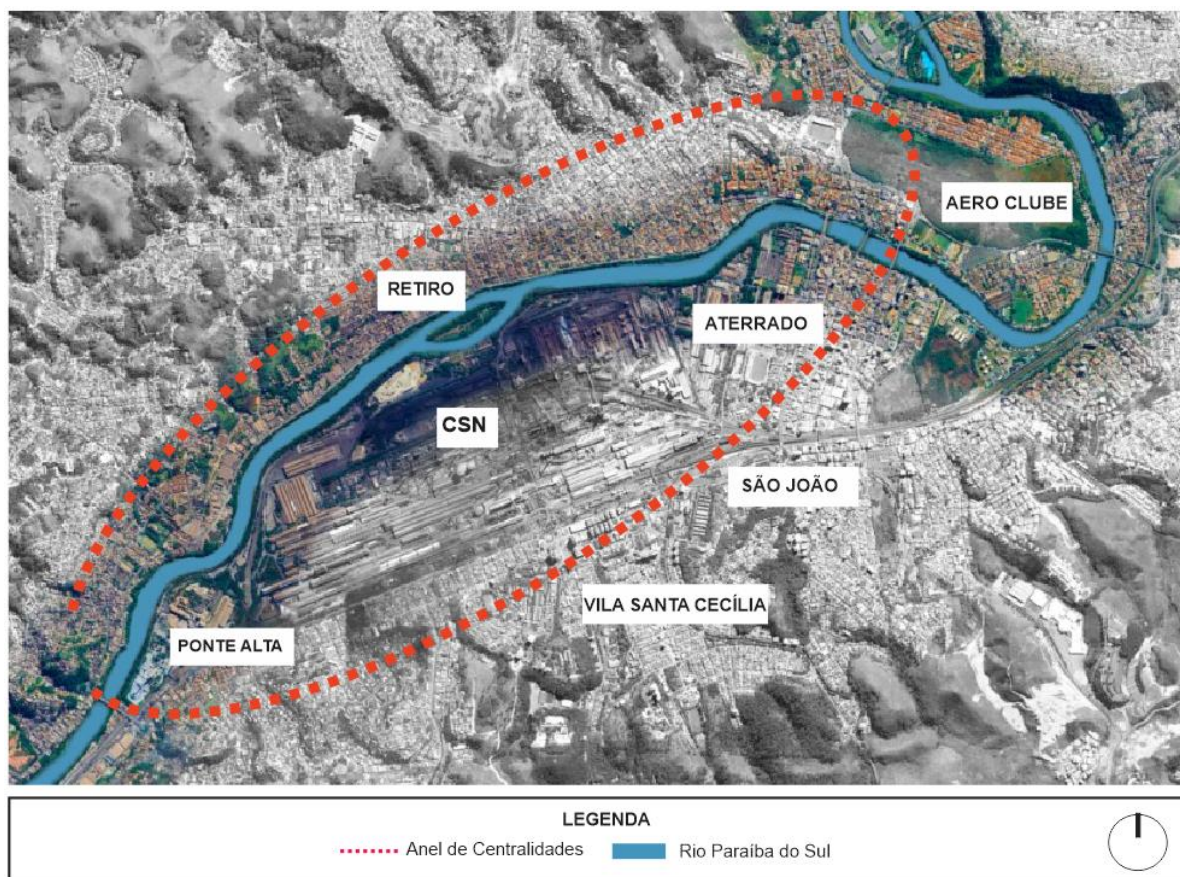 AERO CLUBE
RETIRO
ATERRADO
CSN
SÃO JOÃO
VILA SANTA CECÍLIA
PONTE ALTA
LEGENDA
Anel de Centralidades
Rio Paraíba do Sul